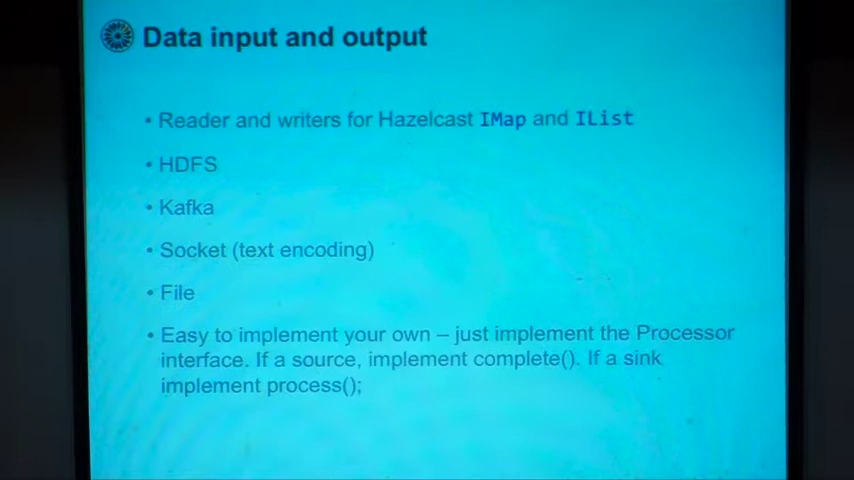 Data input and output
• Reader and writers for Hazelcast IMap and IList
• HDFS
• Kafka
• Socket (text encoding)
• File
• Easy to implement your own – just implement the Processor
interface. If a source, implement complete(). If a sink
implement process();